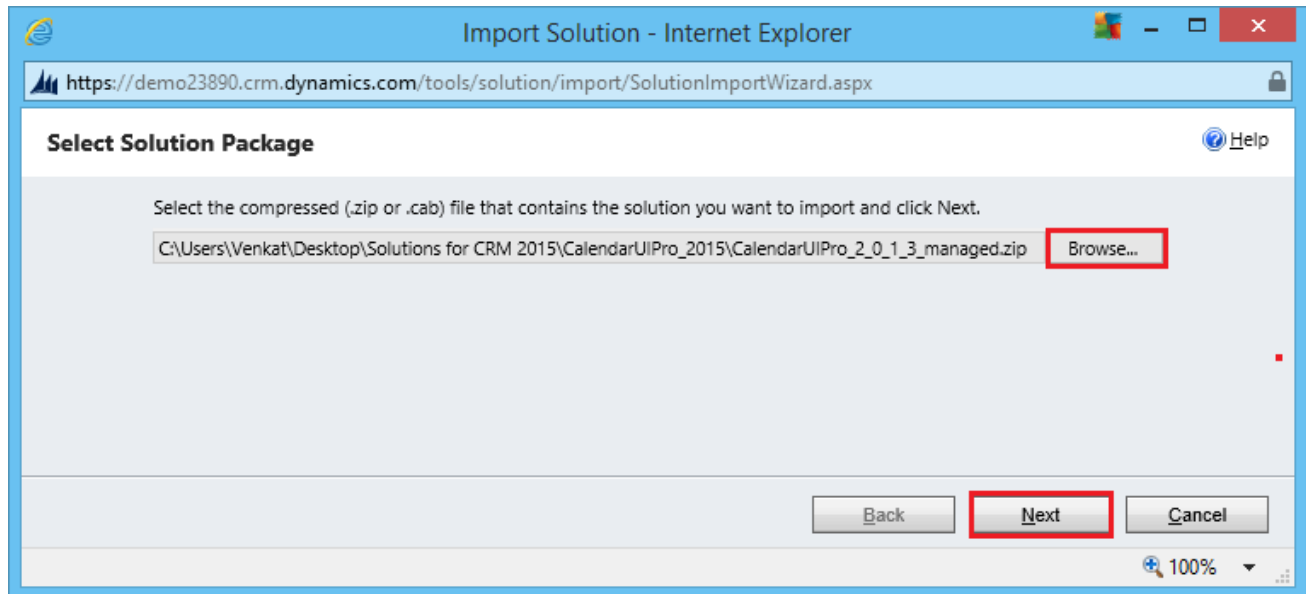 Import Solution - Internet Explorer
https://demo23890.crm.dynamics.com/tools/solution/import/SolutionImportWizard.aspx
Select Solution Package
Help
Select the compressed (.zip or .cab) file that contains the solution you want to import and click Next.
C:\Users\Venkat\Desktop\Solutions for CRM 2015\CalendarUIPro_2015\CalendarUIPro_2_0_1_3_managed.zip Browse...
Back Next Cancel
100%